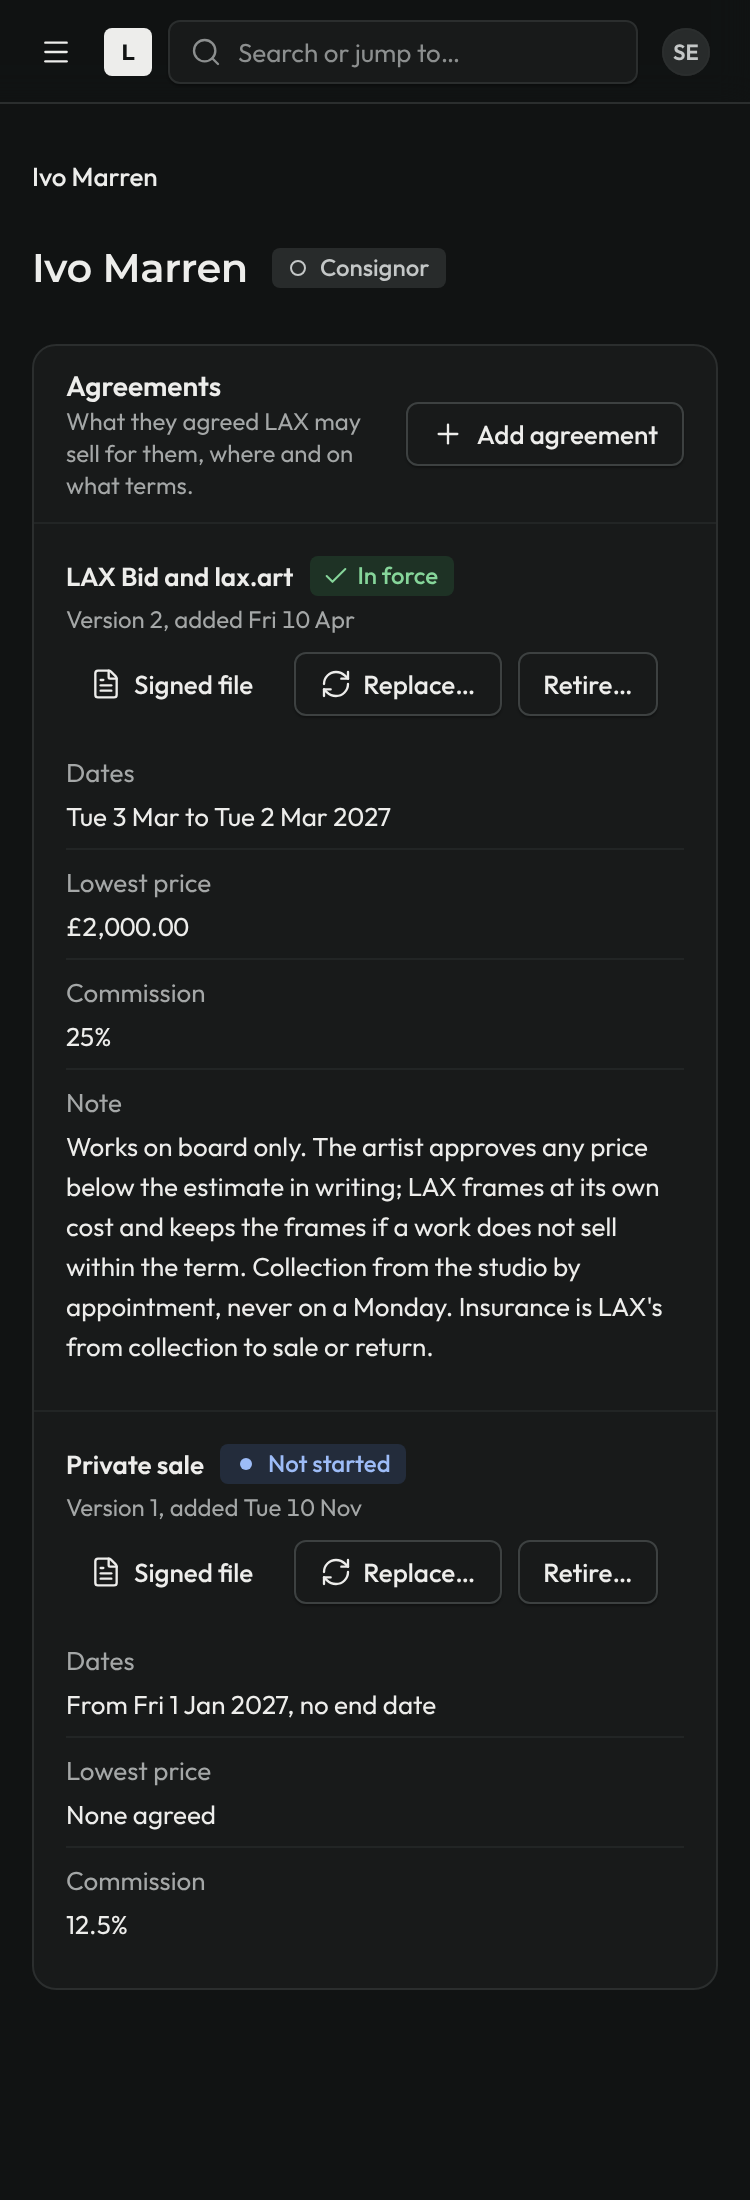 L
Search or jump to...
SE
Ivo Marren
Ivo Marren
Consignor
Agreements
What they agreed LAX may
sell for them, where and on
what terms.
Add agreement
LAX Bid and lax.art
In force
Version 2, added Fri 10 Apr
Signed file
Replace...
Retire...
Dates
Tue 3 Mar to Tue 2 Mar 2027
Lowest price
£2,000.00
Commission
25%
Note
Works on board only. The artist approves any price
below the estimate in writing; LAX frames at its own
cost and keeps the frames if a work does not sell
within the term. Collection from the studio by
appointment, never on a Monday. Insurance is LAX's
from collection to sale or return.
Private sale
Not started
Version 1, added Tue 10 Nov
Signed file
Replace...
Retire...
Dates
From Fri 1 Jan 2027, no end date
Lowest price
None agreed
Commission
12.5%